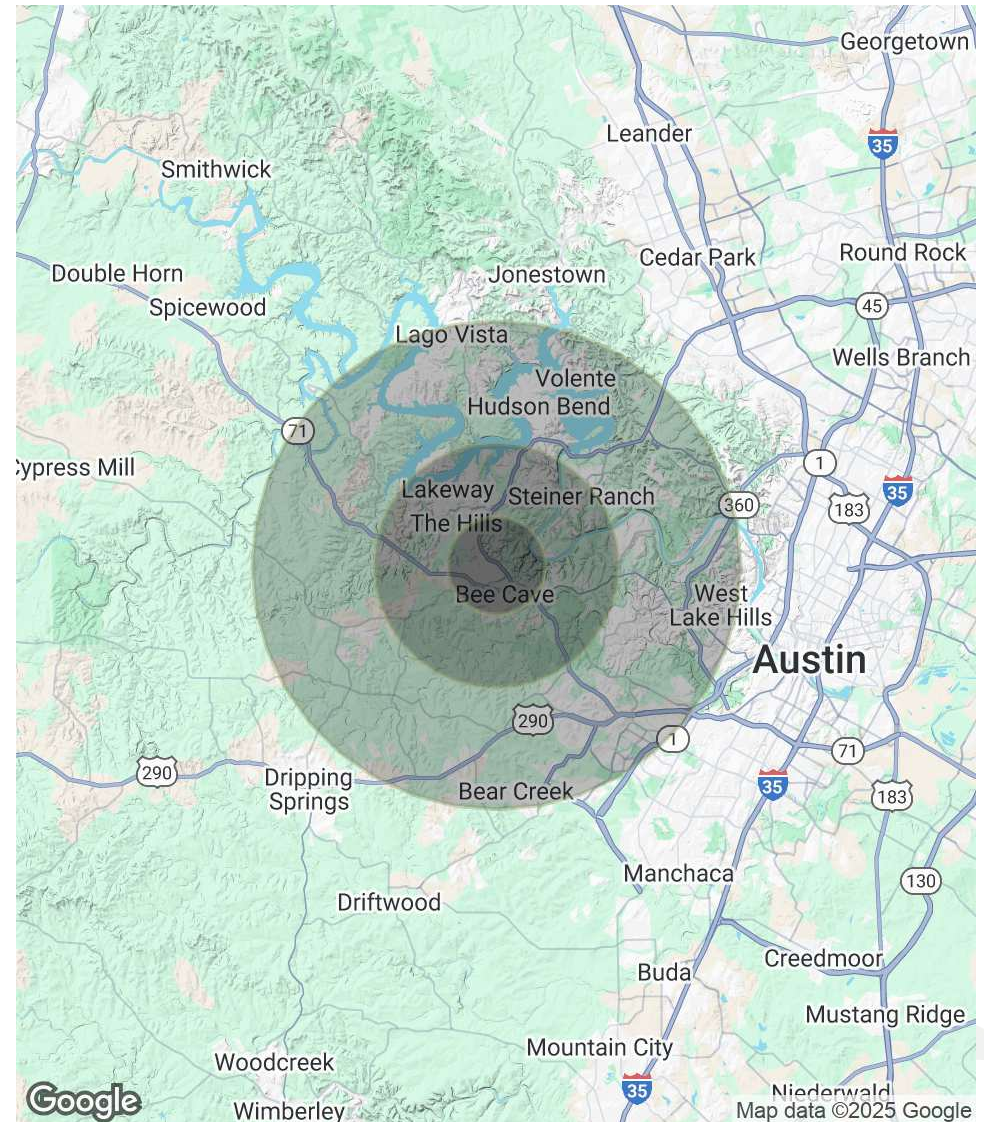 Georgetown
Leander
35
Smithwick
Cedar Park
Round Rock
Double Horn
Jonestown
Spicewood
45
Lago Vista
Wells Branch
Volente
Hudson Bend
71
1
Cypress Mill
Lakeway
Steiner Ranch
35
360
183
The Hills
Bee Cave
West
Lake Hills
Austin
290
1
71
290
Dripping
Springs
35
Bear Creek
183
Manchaca
130
Driftwood
Creedmoor
Buda
Mustang Ridge
Mountain City
Woodcreek
35
Niederwald
Google
Wimberley
Map data ©2025 Google